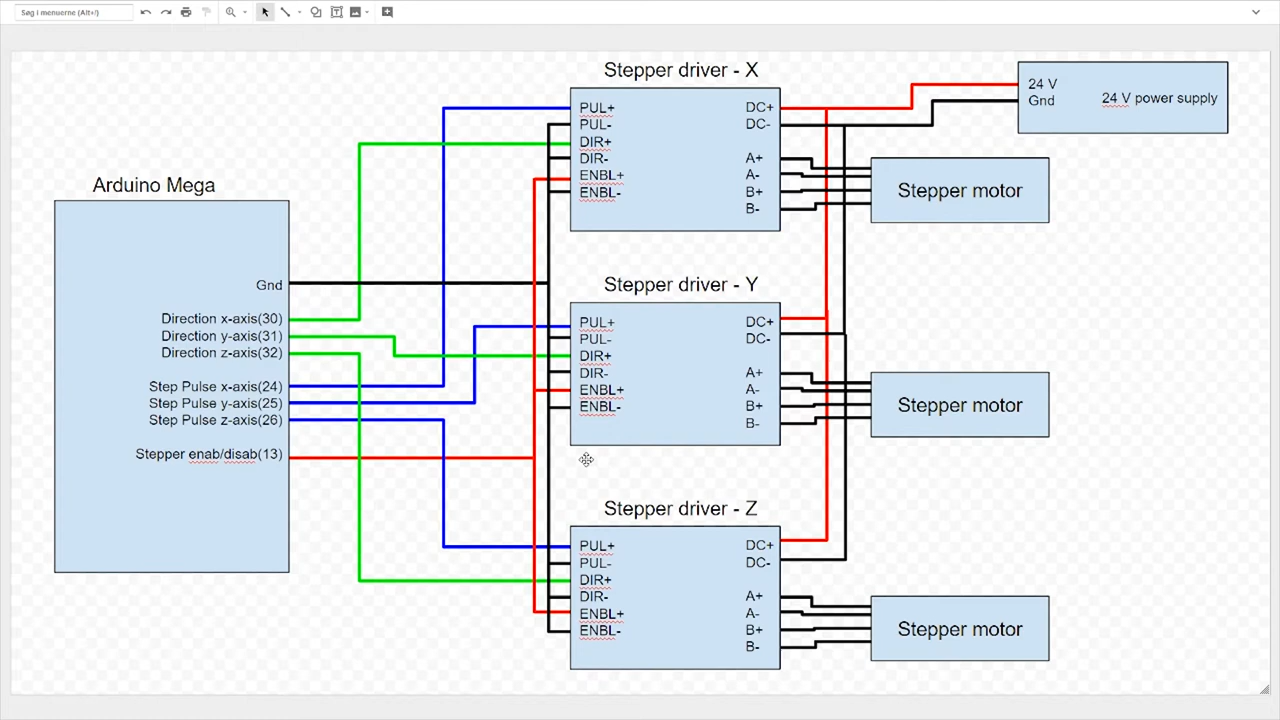 Søg i menuerne (Alt+/)
Stepper driver - X
24 V
Gnd
24 V power supply
PUL+
PUL-
DIR+
DIR-
ENBL+
ENBL-
DC+
DC-
A+
A-
B+
B-
Stepper motor
Arduino Mega
Gnd
Direction x-axis(30)
Direction y-axis(31)
Direction z-axis(32)
Step Pulse x-axis(24)
Step Pulse y-axis(25)
Step Pulse z-axis(26)
Stepper enab/disab(13)
Stepper driver - Y
PUL+
PUL-
DIR+
DIR-
ENBL+
ENBL-
DC+
DC-
A+
A-
B+
B-
Stepper motor
Stepper driver - Z
PUL+
PUL-
DIR+
DIR-
ENBL+
ENBL-
DC+
DC-
A+
A-
B+
B-
Stepper motor